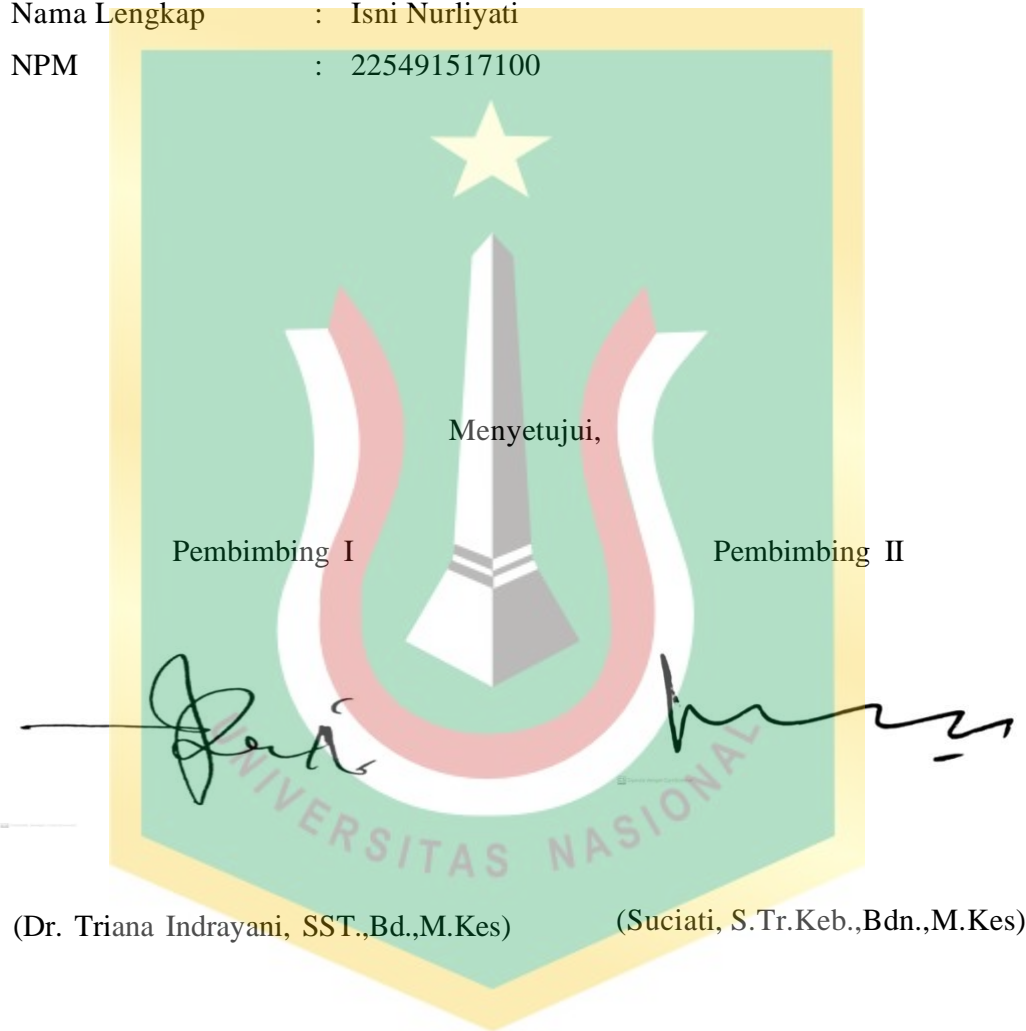 Nama Lengkap : Isni Nurliyati
NPM : 225491517100
Menyetujui,
Pembimbing I Pembimbing II
UNIVERSITAS NASIONAL
(Dr. Triana Indrayani, SST.,Bd.,M.Kes) (Suciati, S.Tr.Keb.,Bdn.,M.Kes)